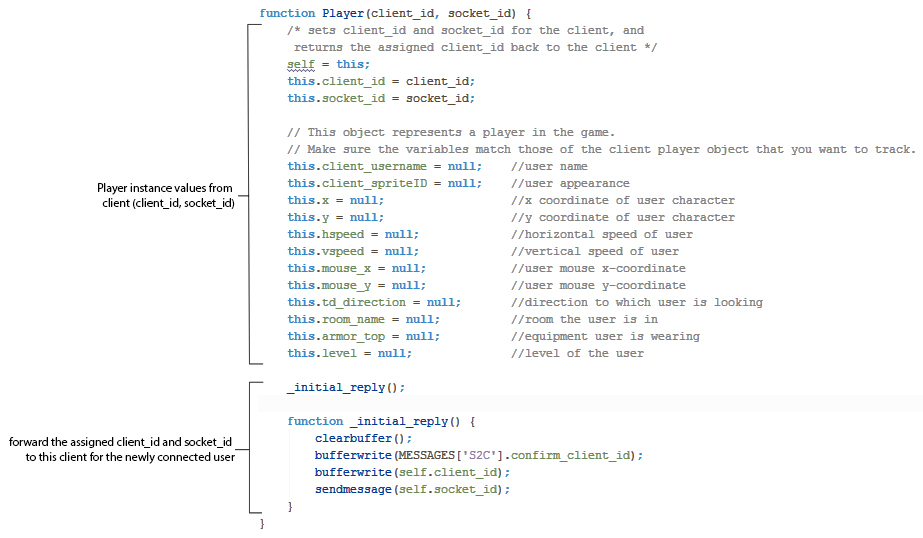 function Player(client_id, socket_id) {
/* sets client_id and socket_id for the client, and
returns the assigned client_id back to the client */
self = this;
this.client_id = client_id;
this.socket_id = socket_id;
// This object represents a player in the game.
// Make sure the variables match those of the client player object that you want to track.
this.client_username = null; //user name
this.client_spriteID = null; //user appearance
this.x = null; //x coordinate of user character
this.y = null; //y coordinate of user character
this.hspeed = null; //horizontal speed of user
this.vspeed = null; //vertical speed of user
this.mouse_x = null; //user mouse x-coordinate
this.mouse_y = null; //user mouse y-coordinate
this.td_direction = null; //direction to which user is looking
this.room_name = null; //room the user is in
this.armor_top = null; //equipment user is wearing
this.level = null; //level of the user
Player instance values from
client (client_id, socket_id)
_initial_reply();
function _initial_reply() {
clearbuffer();
bufferwrite(MESSAGES['S2C'].confirm_client_id);
bufferwrite(self.client_id);
sendmessage(self.socket_id);
}
}
forward the assigned client_id and socket_id
to this client for the newly connected user